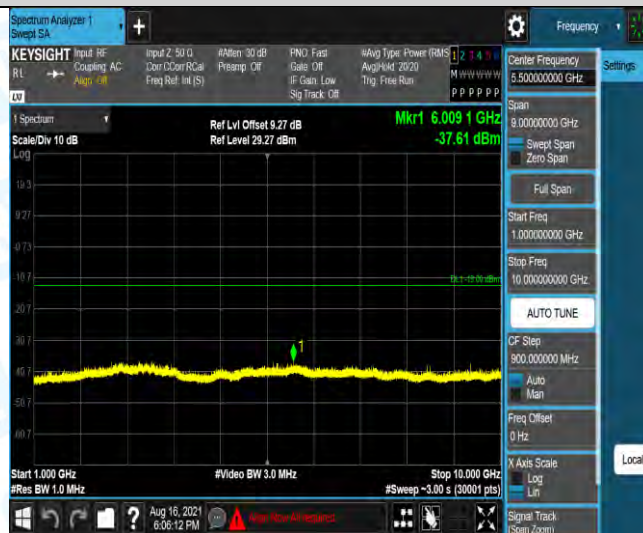 Spectrum Analyzer 1
Swept SA
+
Frequency
KEYSIGHT
RL
LXI
Input: RF
Coupling: AC
Align: Off
Input Z: 50 Ω
Corr CCorr RCal
Freq Ref: Int (S)
#Atten: 30 dB
Preamp: Off
PNO: Fast
Gate: Off
IF Gain: Low
Sig Track: Off
#Avg Type: Power (RMS
Avg|Hold: 20/20
Trig: Free Run
1 2 3 4 5 6
M W W W W W
P P P P P P
1 Spectrum
Scale/Div 10 dB
Log
Ref Lvl Offset 9.27 dB
Ref Level 29.27 dBm
Mkr1 6.009 1 GHz
-37.61 dBm
19.3
9.27
-0.73
-10.7
DL1 -13.00 dBm
-20.7
-30.7
1
-40.7
-50.7
-60.7
Start 1.000 GHz
#Res BW 1.0 MHz
#Video BW 3.0 MHz
Stop 10.000 GHz
#Sweep ~3.00 s (30001 pts)
Aug 16, 2021
6:06:12 PM
Center Frequency
5.500000000 GHz
Settings
Span
9.00000000 GHz
Swept Span
Zero Span
Full Span
Start Freq
1.000000000 GHz
Stop Freq
10.000000000 GHz
AUTO TUNE
CF Step
900.000000 MHz
Auto
Man
Freq Offset
0 Hz
X Axis Scale
Log
Lin
Local
Signal Track
(Span Zoom)